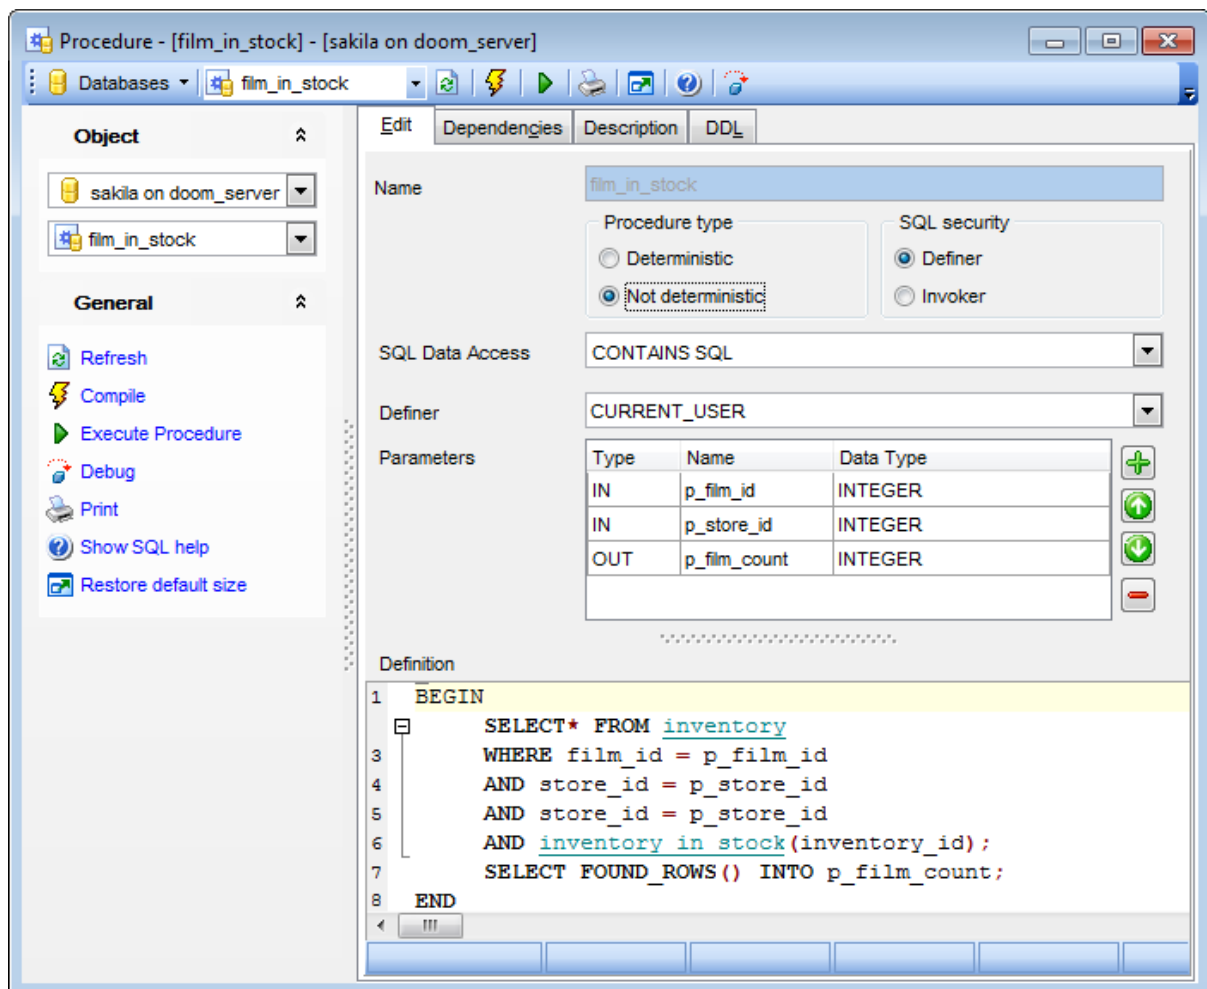 Procedure - [film_in_stock] - [sakila on doom_server]
Databases film_in_stock
Object
sakila on doom_server
film_in_stock
General
Refresh
Compile
Execute Procedure
Debug
Print
Show SQL help
Restore default size
Edit Dependencies Description DDL
Name film_in_stock
Procedure type SQL security
Deterministic Definer
Not deterministic Invoker
SQL Data Access CONTAINS SQL
Definer CURRENT_USER
Parameters Type Name Data Type
IN p_film_id INTEGER
IN p_store_id INTEGER
OUT p_film_count INTEGER
Definition
1 BEGIN
SELECT* FROM inventory
3 WHERE film_id = p_film_id
4 AND store_id = p_store_id
5 AND store_id = p_store_id
6 AND inventory_in_stock(inventory_id);
7 SELECT FOUND_ROWS() INTO p_film_count;
8 END